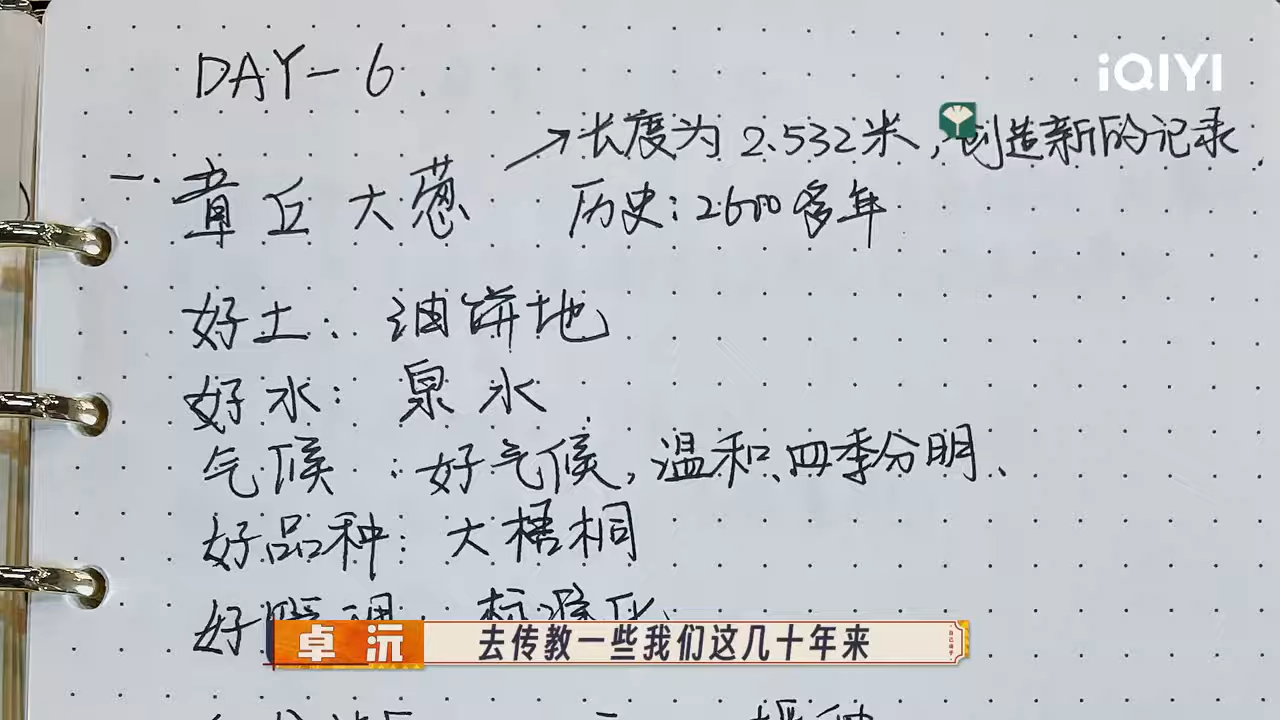 DAY-6.
iQIYI
一. 章丘大葱
→长度为2.532米,创造新的记录.
历史:2600多年
好土: 油饼地
好水: 泉水
气候:好气候,温和、四季分明、
好品种:大梧桐
好
卓沅 去传教一些我们这几十年来